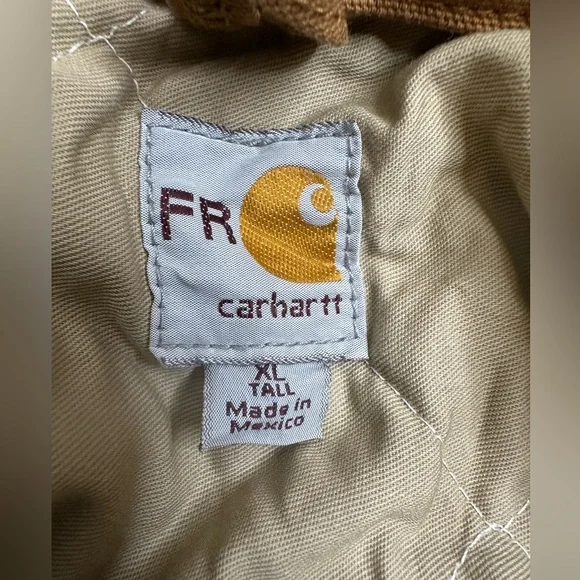 FR
carhartt
XL
TALL
Made in
Mexico